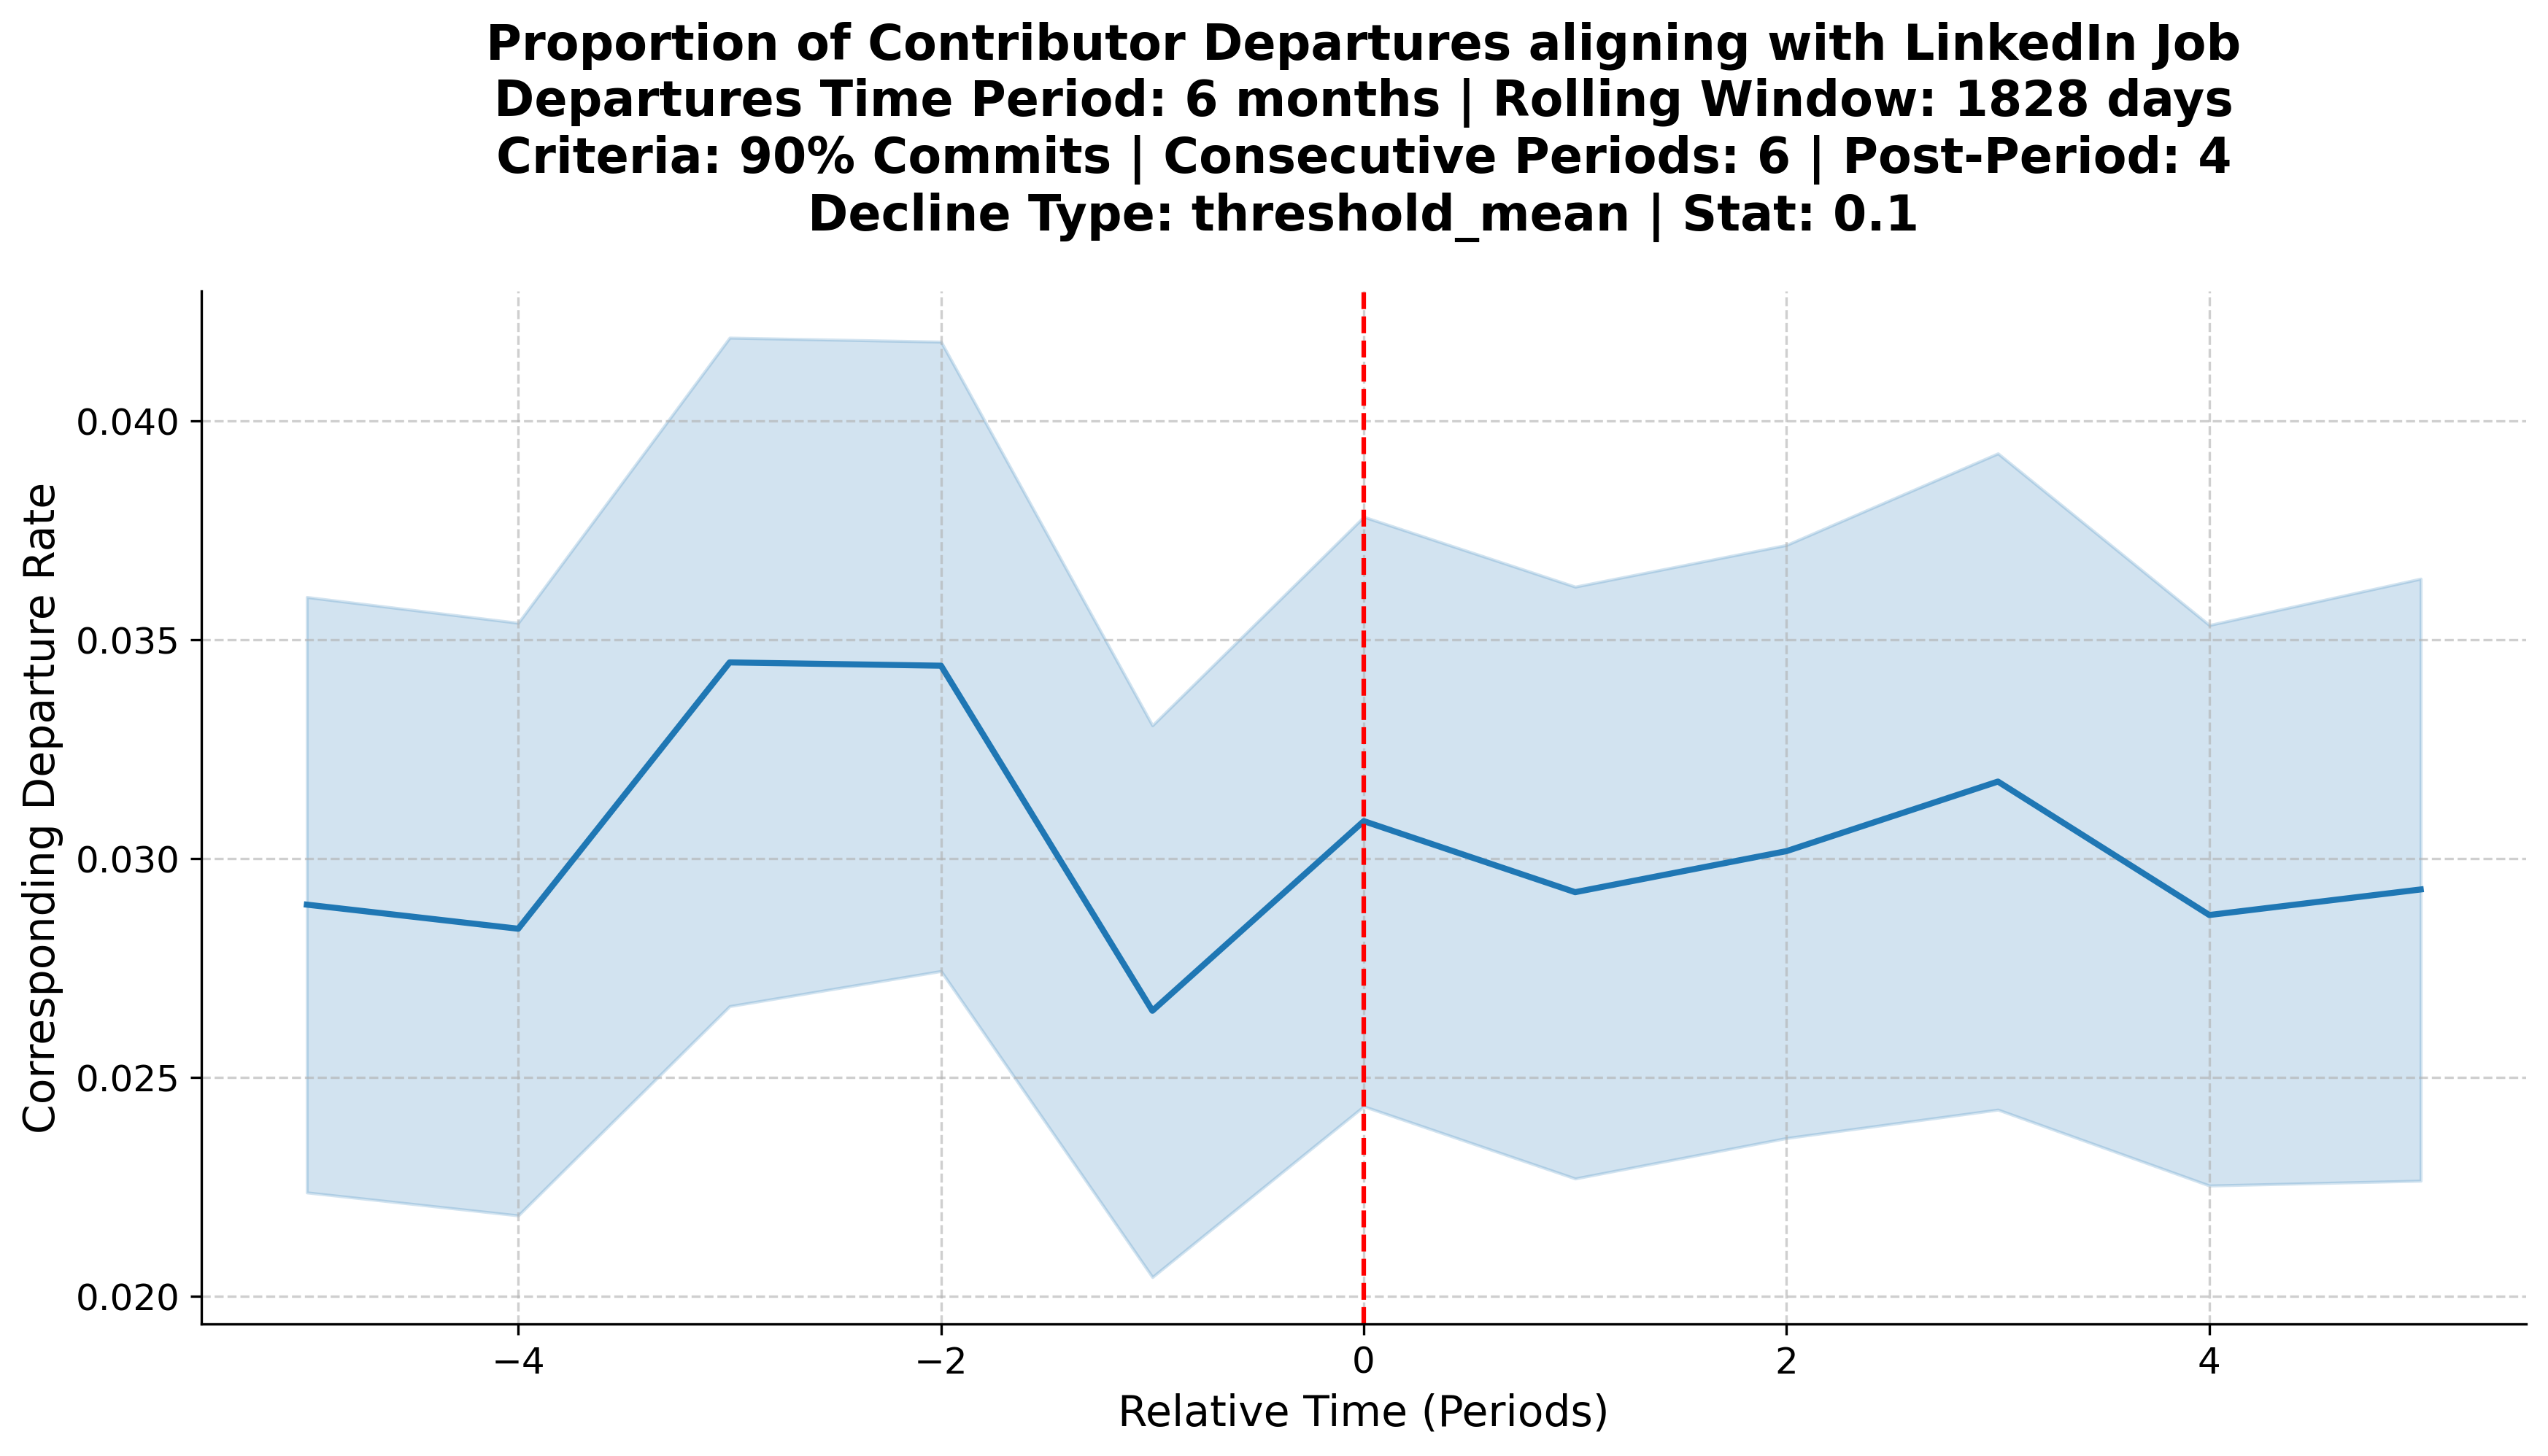 Proportion of Contributor Departures aligning with LinkedIn Job
Departures Time Period: 6 months | Rolling Window: 1828 days
Criteria: 90% Commits | Consecutive Periods: 6 | Post-Period: 4
Decline Type: threshold_mean | Stat: 0.1
Corresponding Departure Rate
0.040
0.035
0.030
0.025
0.020
−4
−2
0
2
4
Relative Time (Periods)